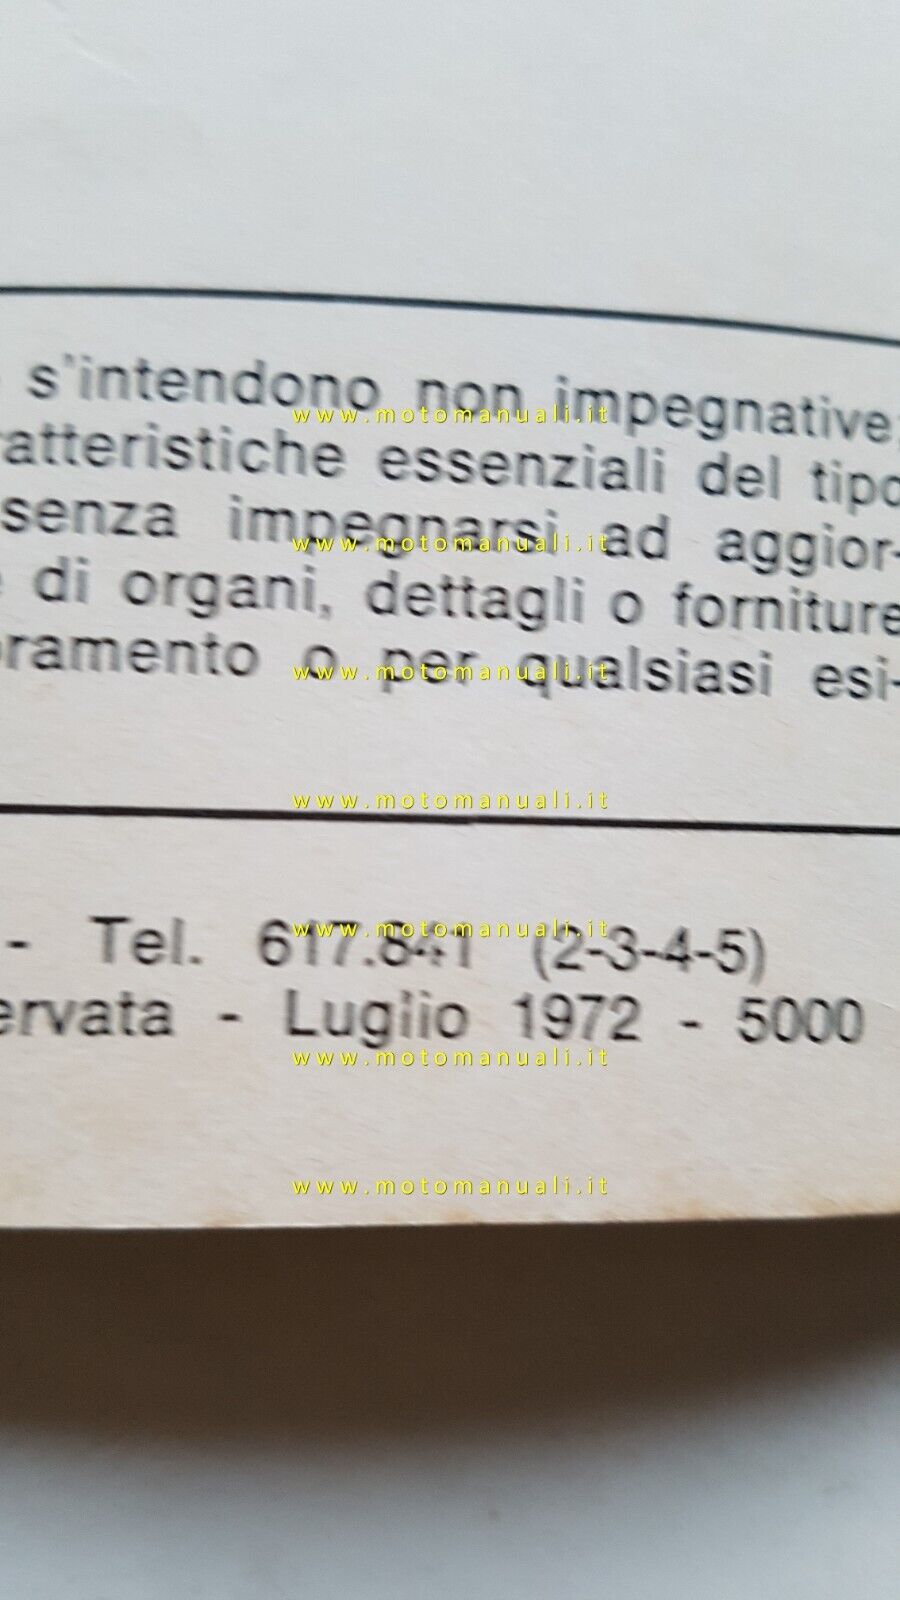 s'intendono non impegnative;
ratteristiche essenziali del tipo
senza impegnarsi ad aggior-
e di organi, dettagli o forniture
oramento o per qualsiasi esi-
- Tel. 617.841 (2-3-4-5)
ervata - Luglio 1972 - 5000
www.motomanuali.it
www.motomanuali.it
www.motomanuali.it
www.motomanuali.it
www.motomanuali.it
www.motomanuali.it
www.motomanuali.it